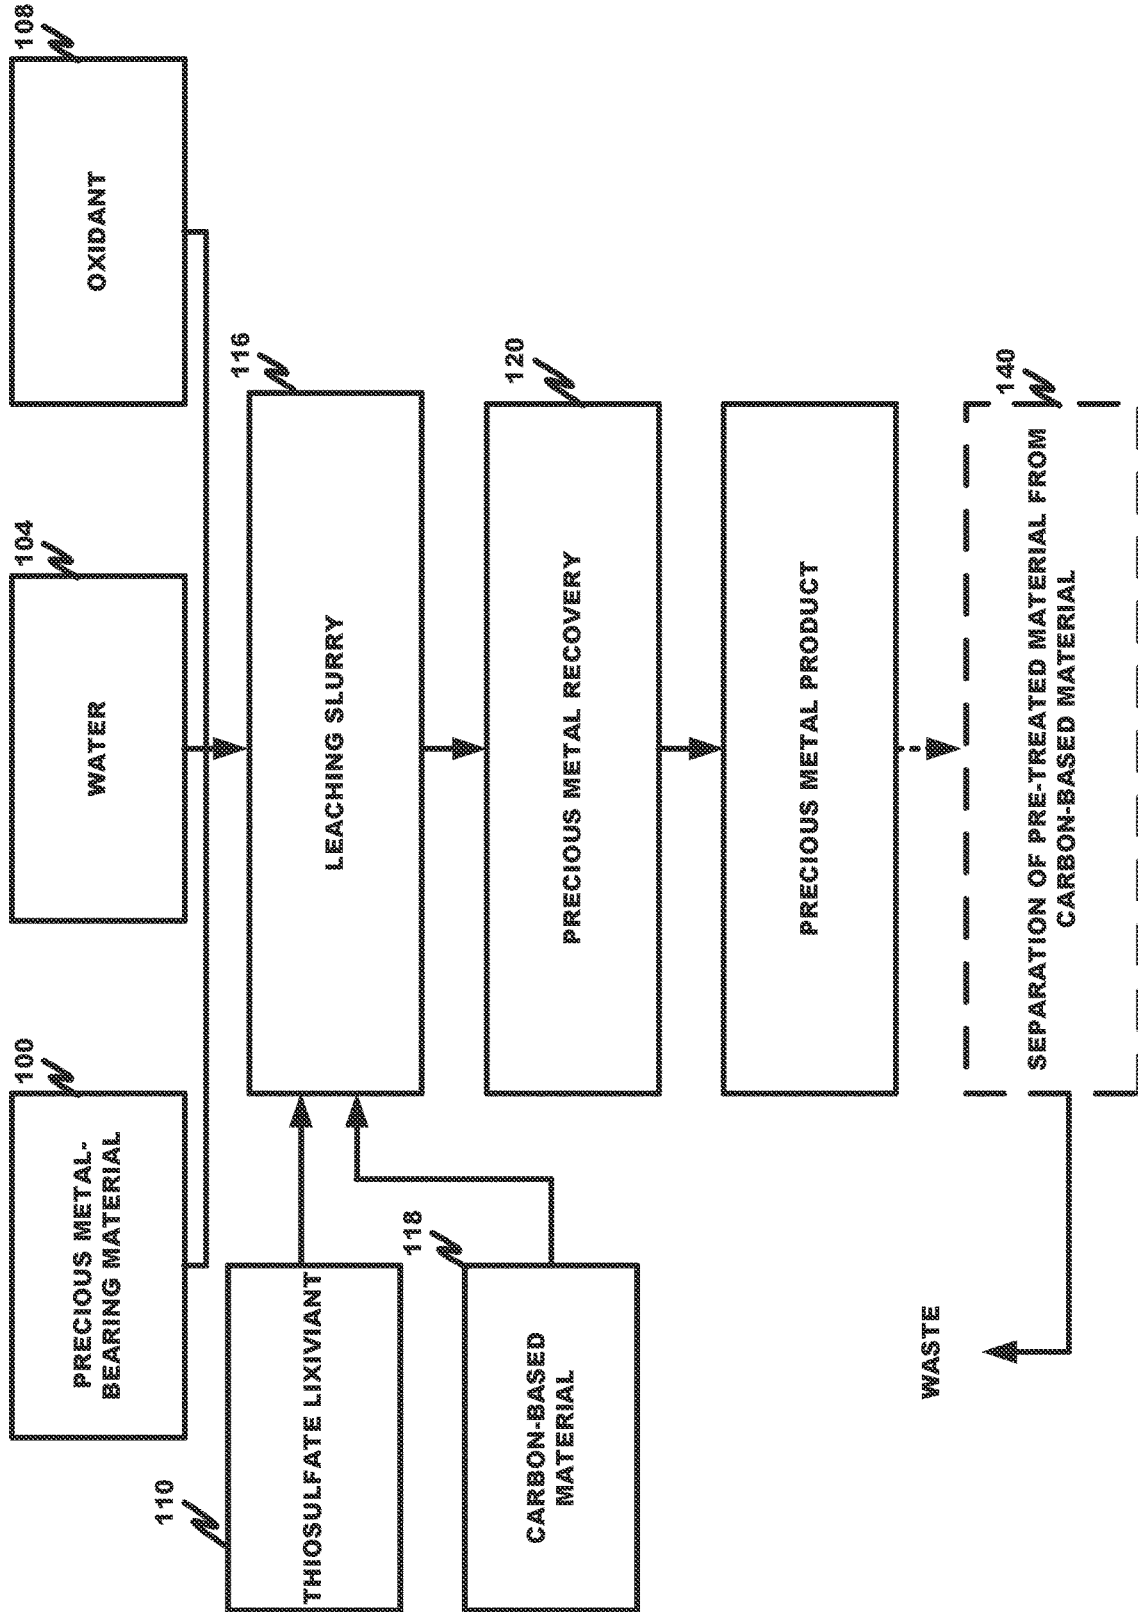 100
PRECIOUS METAL-
BEARING MATERIAL
104
WATER
108
OXIDANT
110
THIOSULFATE LIXIVIANT
116
LEACHING SLURRY
118
CARBON-BASED
MATERIAL
120
PRECIOUS METAL RECOVERY
PRECIOUS METAL PRODUCT
WASTE
140
SEPARATION OF PRE-TREATED MATERIAL FROM
CARBON-BASED MATERIAL